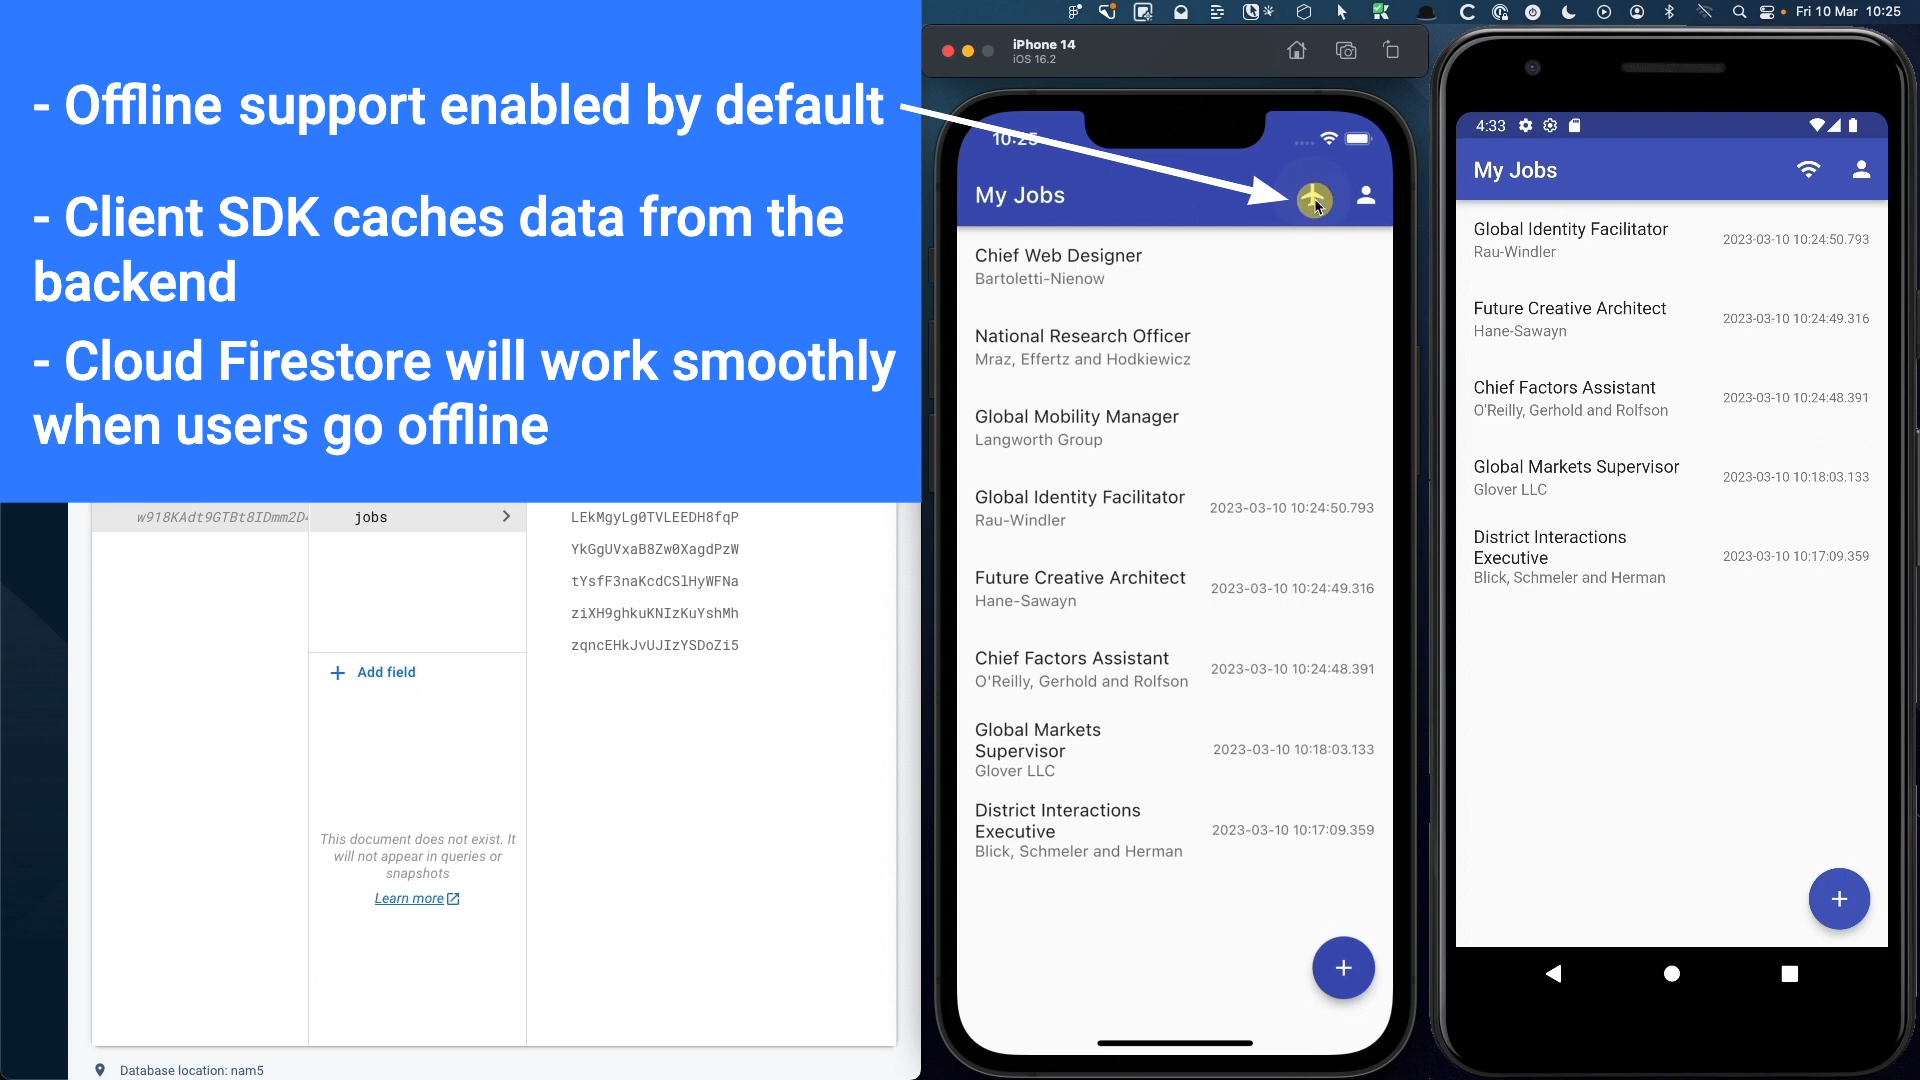 - Offline support enabled by default
- Client SDK caches data from the
backend
- Cloud Firestore will work smoothly
when users go offline
w918KAdt9GTBt8IDmm2D
jobs
LEkMgyLg0TVLEEDH8fqP
YkGgUVxaB8Zw0XagdPzW
tYsfF3naKcdCSlHyWFNa
ziXH9ghkuKNIzKuYshMh
zqncEHkJvUJIzYSDoZi5
Add field
This document does not exist. It
will not appear in queries or
snapshots
Learn more
Database location: nam5
Fri 10 Mar 10:25
iPhone 14
iOS 16.2
10:25
My Jobs
Chief Web Designer
Bartoletti-Nienow
National Research Officer
Mraz, Effertz and Hodkiewicz
Global Mobility Manager
Langworth Group
Global Identity Facilitator
Rau-Windler
2023-03-10 10:24:50.793
Future Creative Architect
Hane-Sawayn
2023-03-10 10:24:49.316
Chief Factors Assistant
O'Reilly, Gerhold and Rolfson
2023-03-10 10:24:48.391
Global Markets
Supervisor
Glover LLC
2023-03-10 10:18:03.133
District Interactions
Executive
Blick, Schmeler and Herman
2023-03-10 10:17:09.359
4:33
My Jobs
Global Identity Facilitator
Rau-Windler
2023-03-10 10:24:50.793
Future Creative Architect
Hane-Sawayn
2023-03-10 10:24:49.316
Chief Factors Assistant
O'Reilly, Gerhold and Rolfson
2023-03-10 10:24:48.391
Global Markets Supervisor
Glover LLC
2023-03-10 10:18:03.133
District Interactions
Executive
Blick, Schmeler and Herman
2023-03-10 10:17:09.359